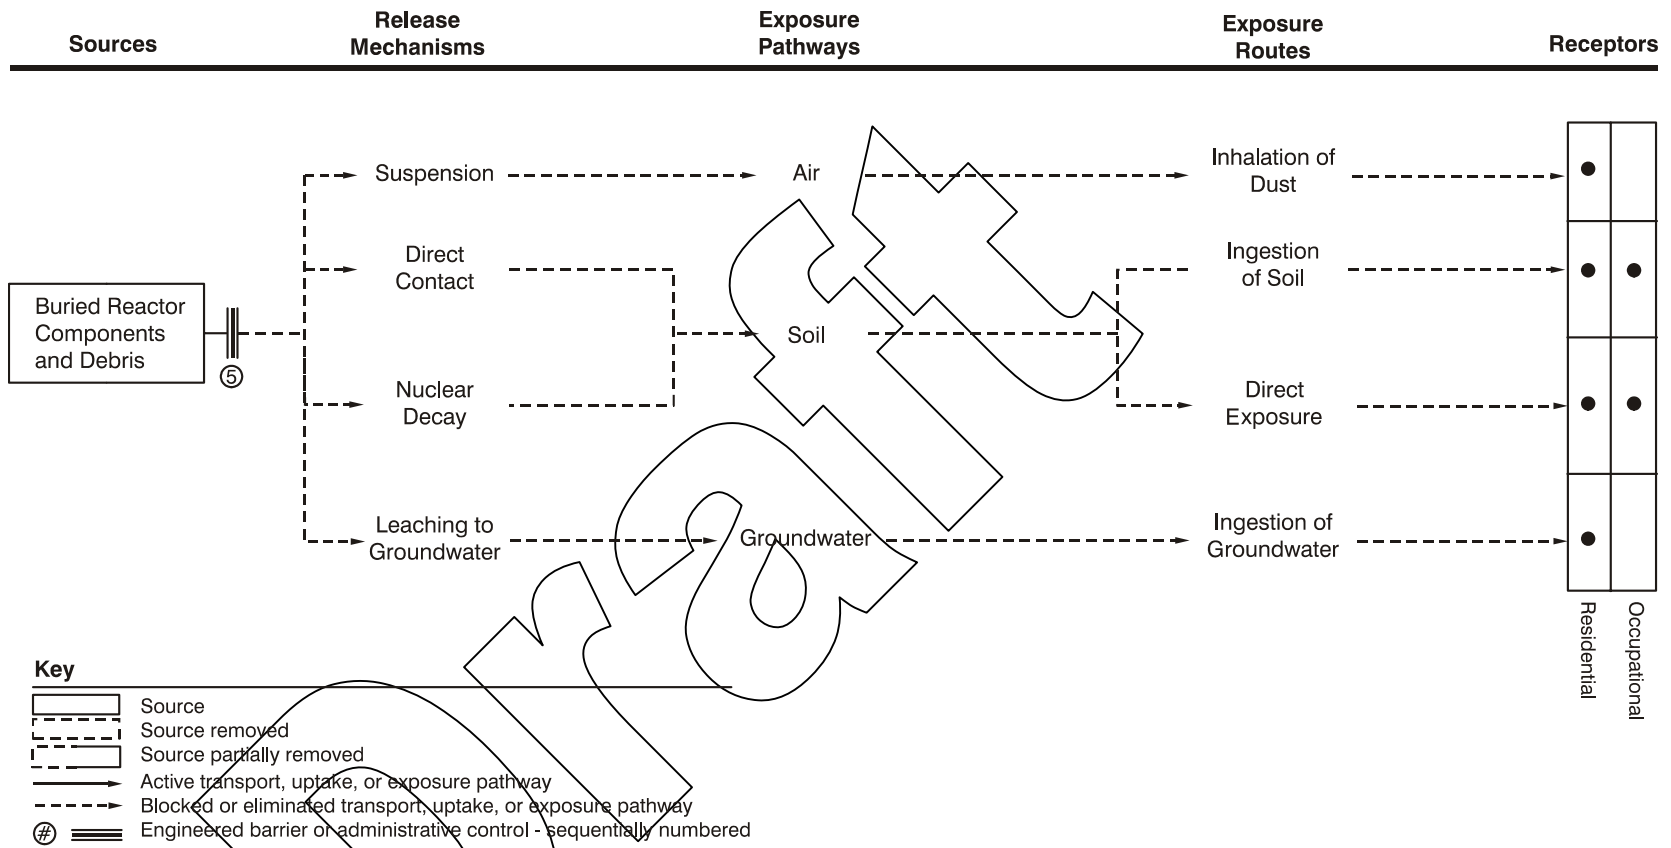 Sources
Release
Mechanisms
Exposure
Pathways
Exposure
Routes
Receptors
Suspension
Air
Inhalation of
Dust
Direct
Contact
Ingestion
of Soil
Buried Reactor
Components
and Debris
5
Soil
Nuclear
Decay
Direct
Exposure
Leaching to
Groundwater
Groundwater
Ingestion of
Groundwater
Residential
Occupational
Key
Source
Source removed
Source partially removed
Active transport, uptake, or exposure pathway
Blocked or eliminated transport, uptake, or exposure pathway
# Engineered barrier or administrative control - sequentially numbered
Draft